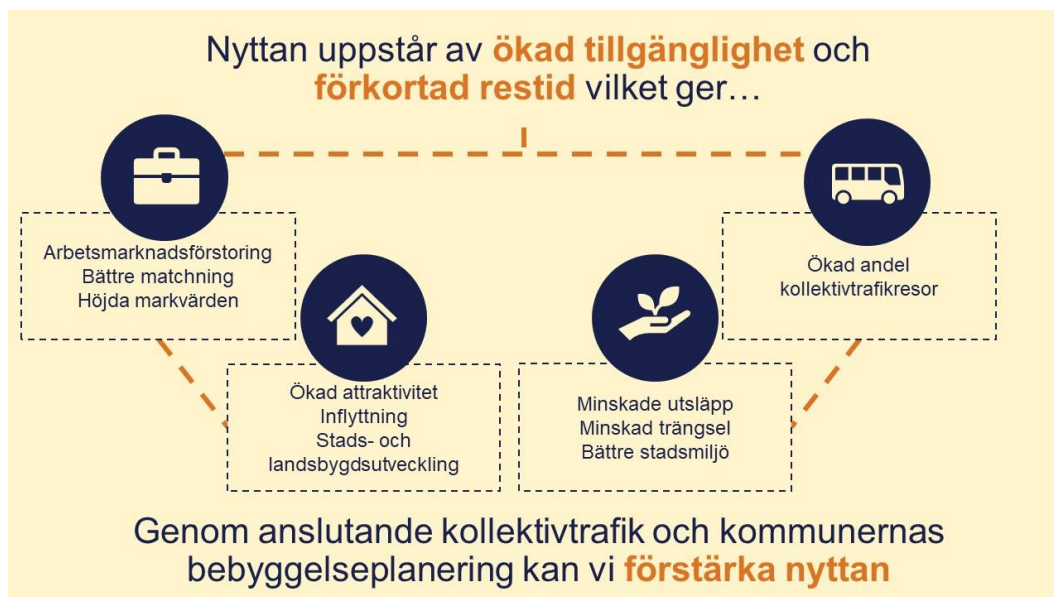 Nyttan uppstår av ökad tillgänglighet och
förkortad restid vilket ger…
Arbetsmarknadsförstoring
Bättre matchning
Höjda markvärden
Ökad attraktivitet
Inflyttning
Stads- och
landsbygdsutveckling
Minskade utsläpp
Minskad trängsel
Bättre stadsmiljö
Ökad andel
kollektivtrafikresor
Genom anslutande kollektivtrafik och kommunernas
bebyggelseplanering kan vi förstärka nyttan